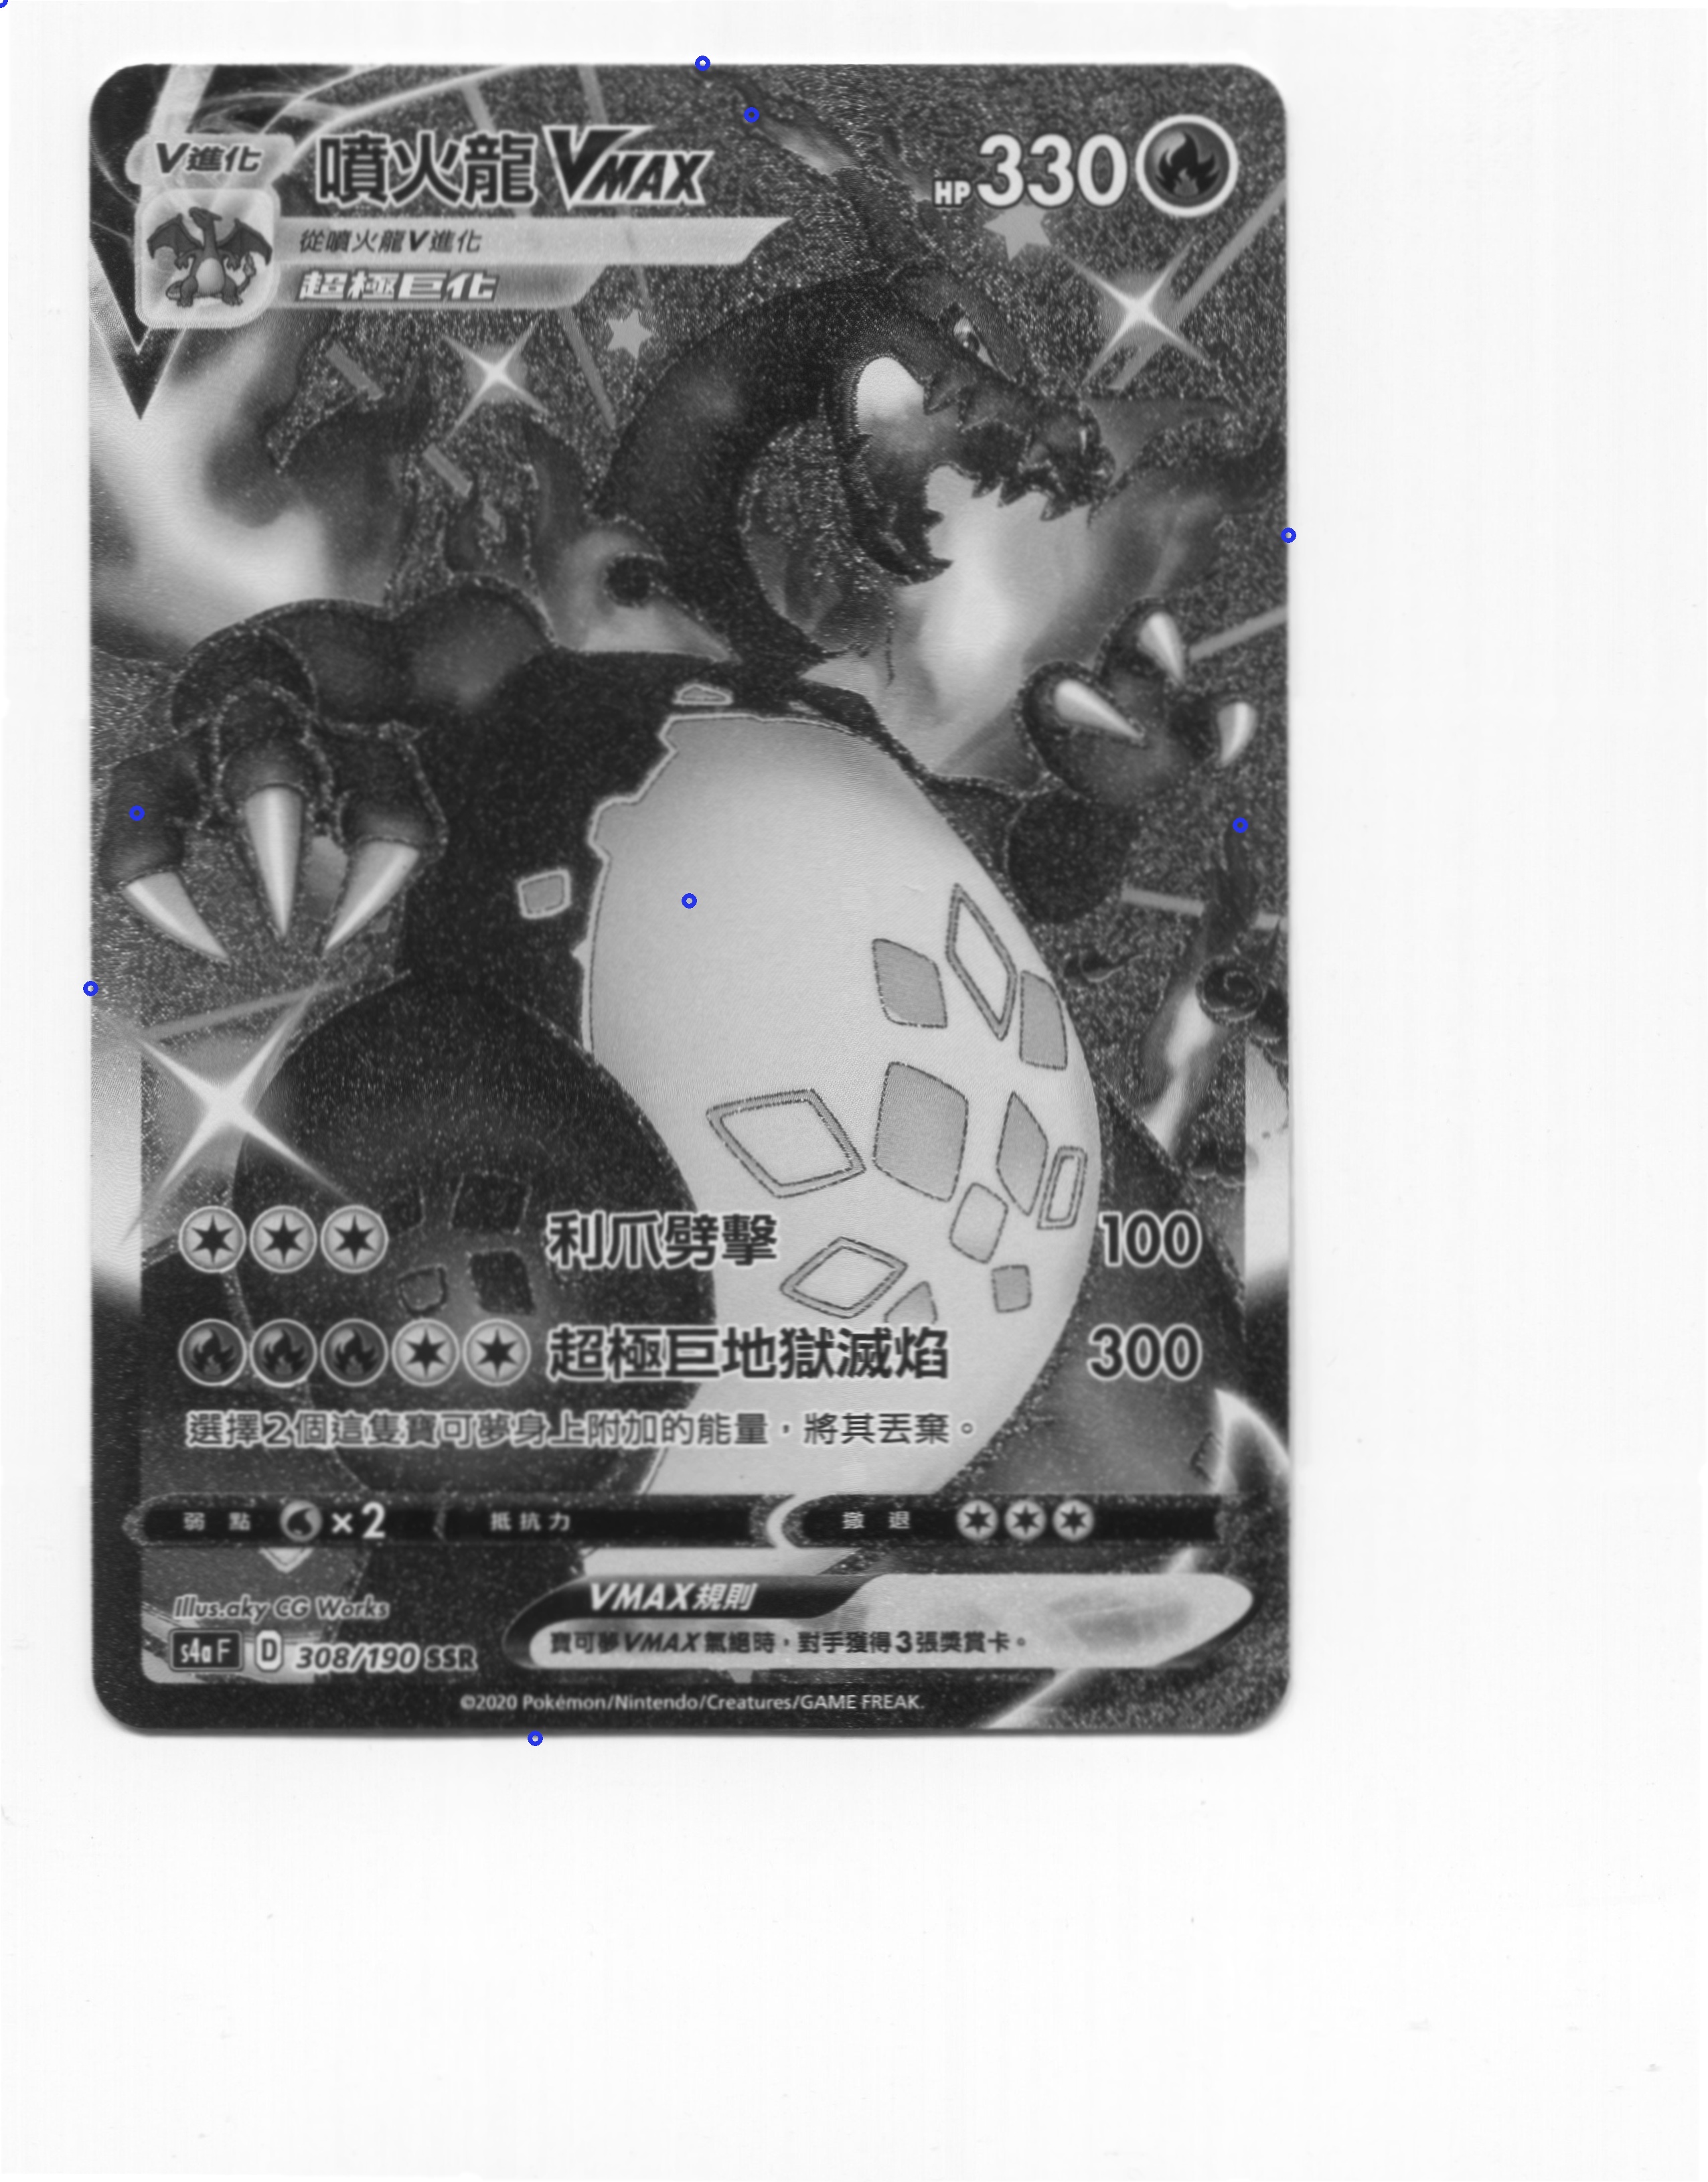 V進化
噴火龍VMAX
HP330
從噴火龍V進化
超極巨化
利爪劈擊 100
超極巨地獄滅焰 300
選擇2個這隻寶可夢身上附加的能量，將其丟棄。
弱點 ×2 抵抗力 撤退
VMAX規則
寶可夢VMAX氣絕時，對手獲得3張獎賞卡。
Illus.aky CG Works
s4a F D 308/190 SSR
©2020 Pokémon/Nintendo/Creatures/GAME FREAK.